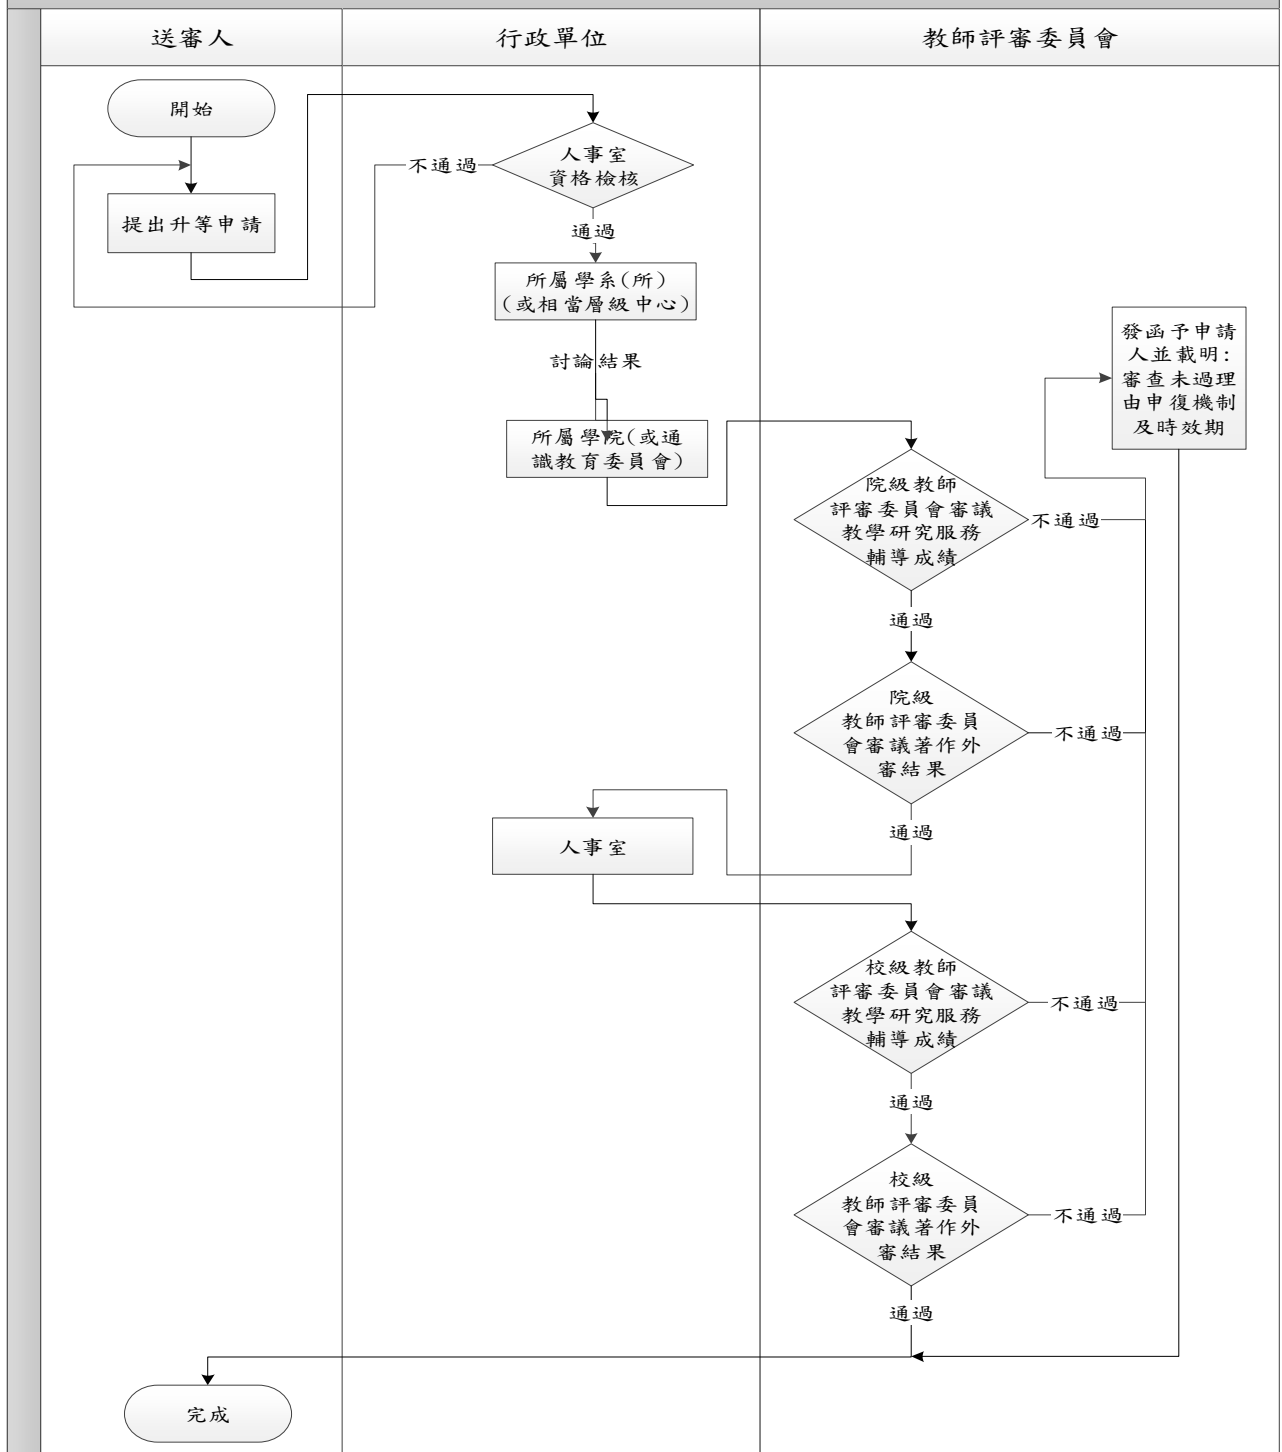 送審人
行政單位
教師評審委員會
開始
人事室
資格檢核
不通過
提出升等申請
通過
所屬學系(所)
(或相當層級中心)
討論結果
發函予申請
人並載明:
審查未過理
由申復機制
及時效期
所屬學院(或通
識教育委員會)
院級教師
評審委員會審議
教學研究服務
輔導成績
不通過
通過
院級
教師評審委員
會審議著作外
審結果
不通過
通過
人事室
校級教師
評審委員會審議
教學研究服務
輔導成績
不通過
通過
校級
教師評審委員
會審議著作外
審結果
不通過
通過
完成